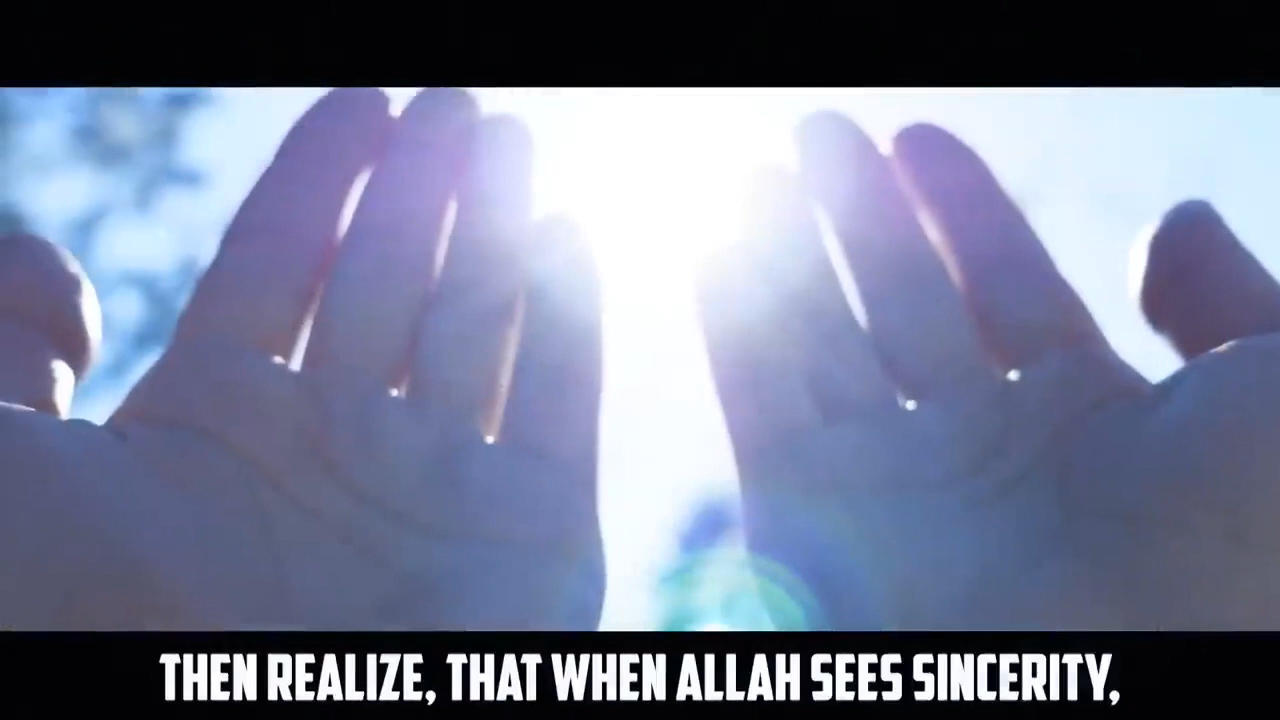 THEN REALIZE, THAT WHEN ALLAH SEES SINCERITY,